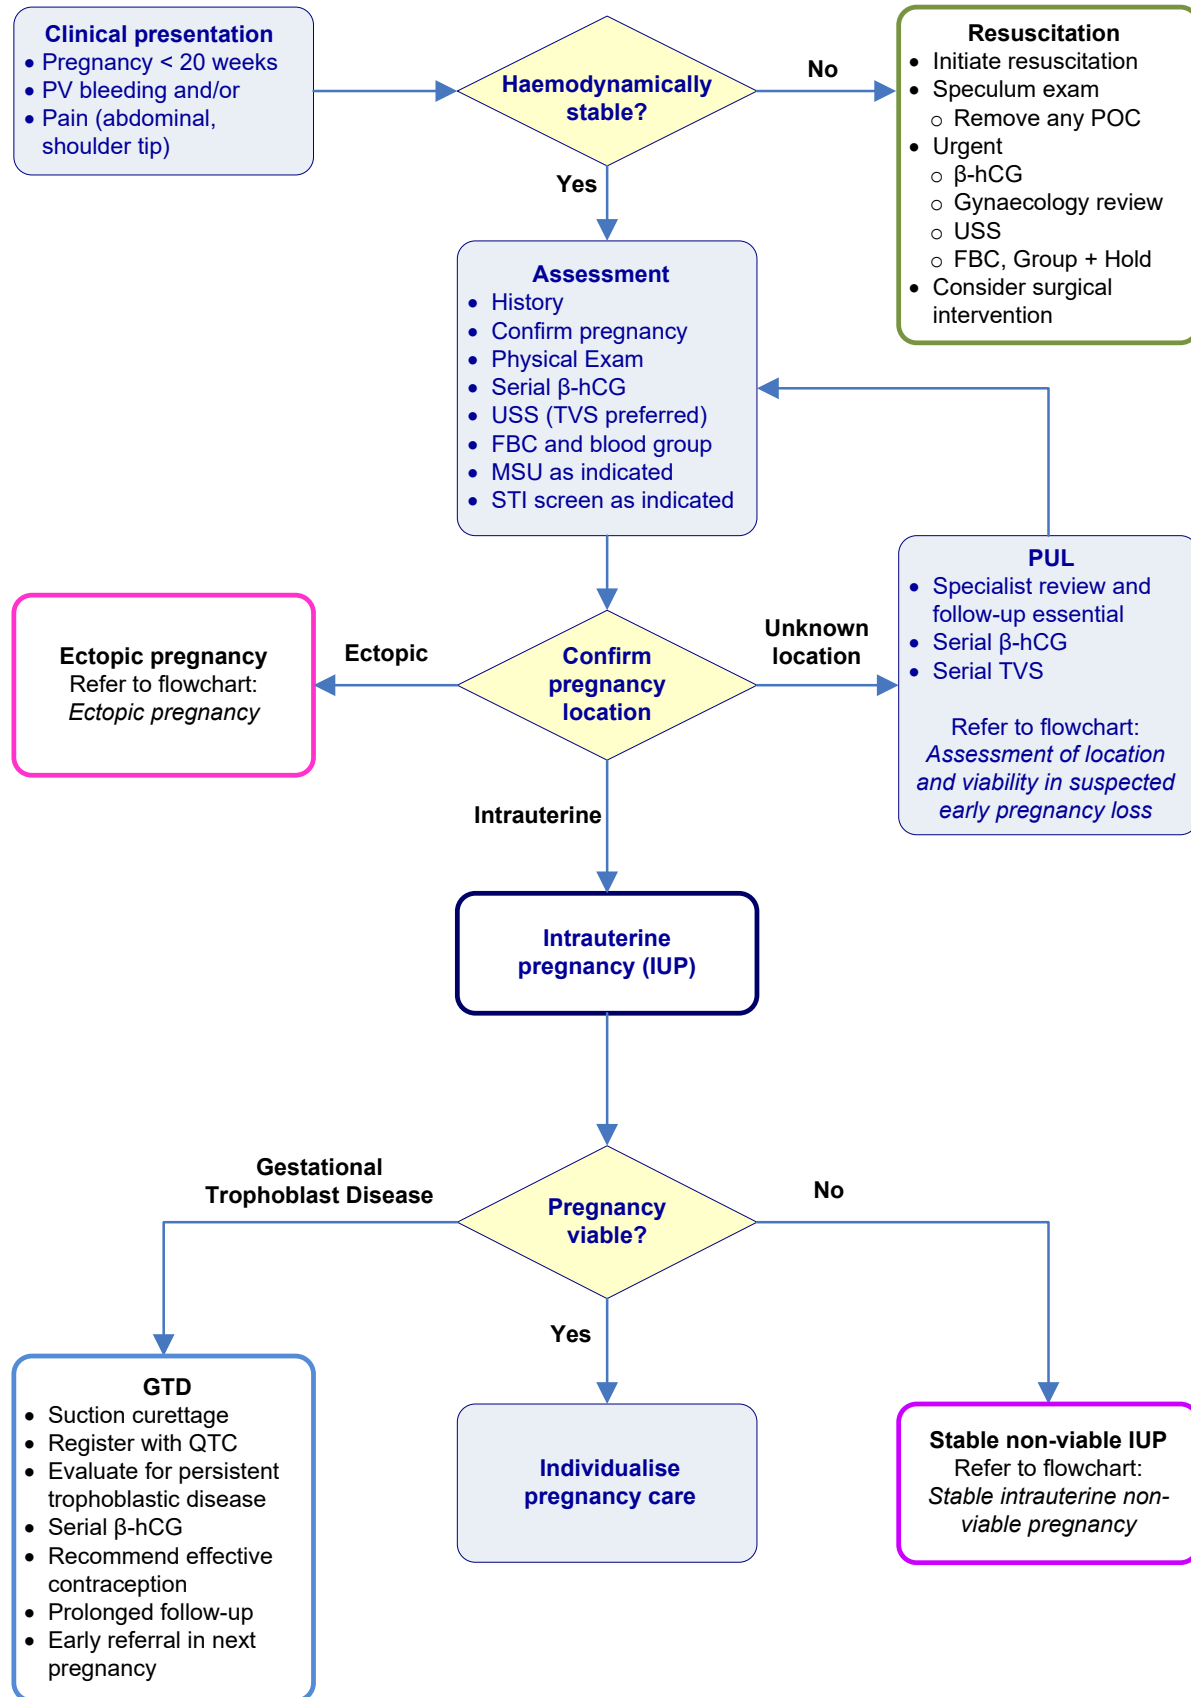 Clinical presentation
• Pregnancy < 20 weeks
• PV bleeding and/or
• Pain (abdominal,
shoulder tip)
Haemodynamically
stable?
No
Yes
Resuscitation
• Initiate resuscitation
• Speculum exam
o Remove any POC
• Urgent
o β-hCG
o Gynaecology review
o USS
o FBC, Group + Hold
• Consider surgical
intervention
Assessment
• History
• Confirm pregnancy
• Physical Exam
• Serial β-hCG
• USS (TVS preferred)
• FBC and blood group
• MSU as indicated
• STI screen as indicated
Confirm
pregnancy
location
Ectopic
Unknown
location
Intrauterine
Ectopic pregnancy
Refer to flowchart:
Ectopic pregnancy
PUL
• Specialist review and
follow-up essential
• Serial β-hCG
• Serial TVS
Refer to flowchart:
Assessment of location
and viability in suspected
early pregnancy loss
Intrauterine
pregnancy (IUP)
Pregnancy
viable?
Gestational
Trophoblast Disease
No
Yes
GTD
• Suction curettage
• Register with QTC
• Evaluate for persistent
trophoblastic disease
• Serial β-hCG
• Recommend effective
contraception
• Prolonged follow-up
• Early referral in next
pregnancy
Individualise
pregnancy care
Stable non-viable IUP
Refer to flowchart:
Stable intrauterine non-
viable pregnancy